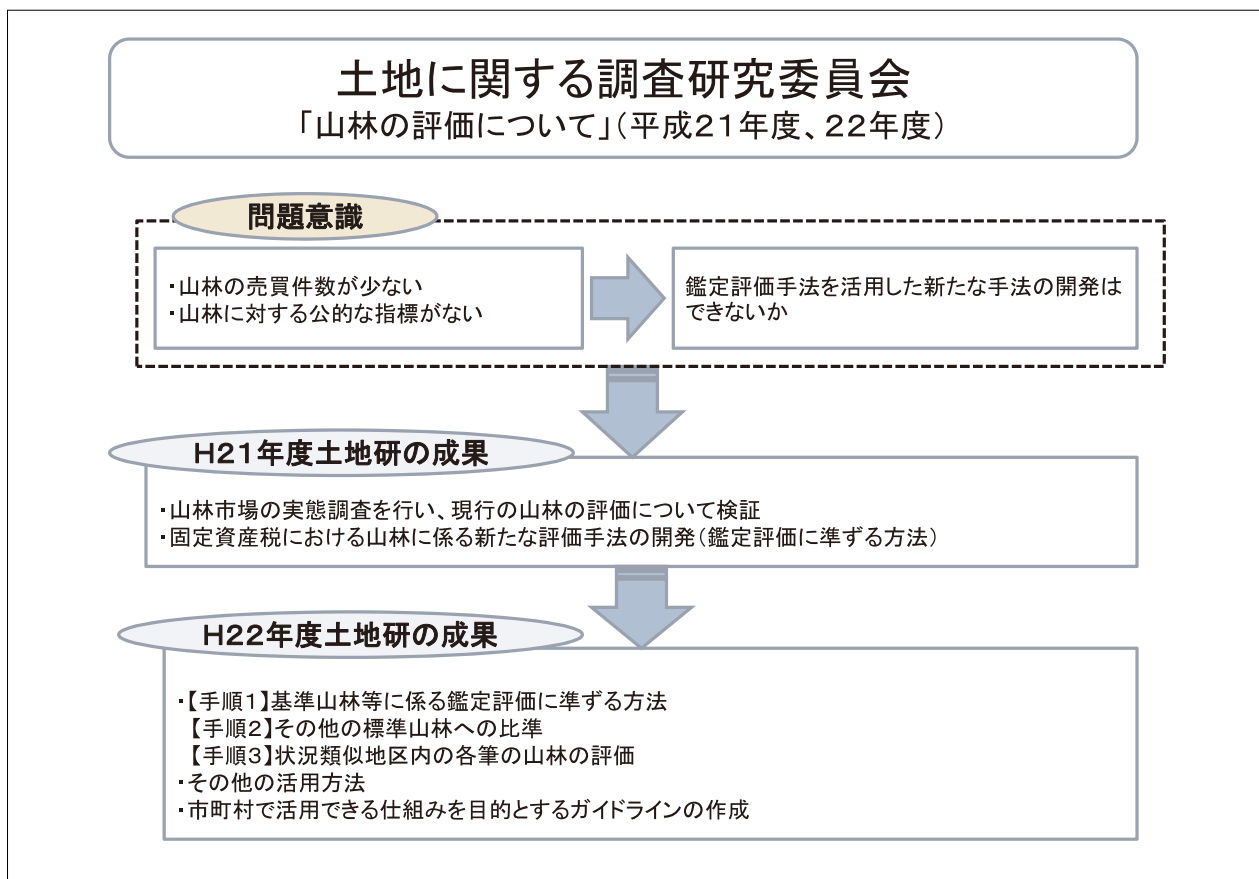 土地に関する調査研究委員会
「山林の評価について」（平成21年度、22年度）
問題意識
・山林の売買件数が少ない
・山林に対する公的な指標がない
鑑定評価手法を活用した新たな手法の開発は
できないか
H21年度土地研の成果
・山林市場の実態調査を行い、現行の山林の評価について検証
・固定資産税における山林に係る新たな評価手法の開発（鑑定評価に準ずる方法）
H22年度土地研の成果
・【手順1】基準山林等に係る鑑定評価に準ずる方法
【手順2】その他の標準山林への比準
【手順3】状況類似地区内の各筆の山林の評価
・その他の活用方法
・市町村で活用できる仕組みを目的とするガイドラインの作成